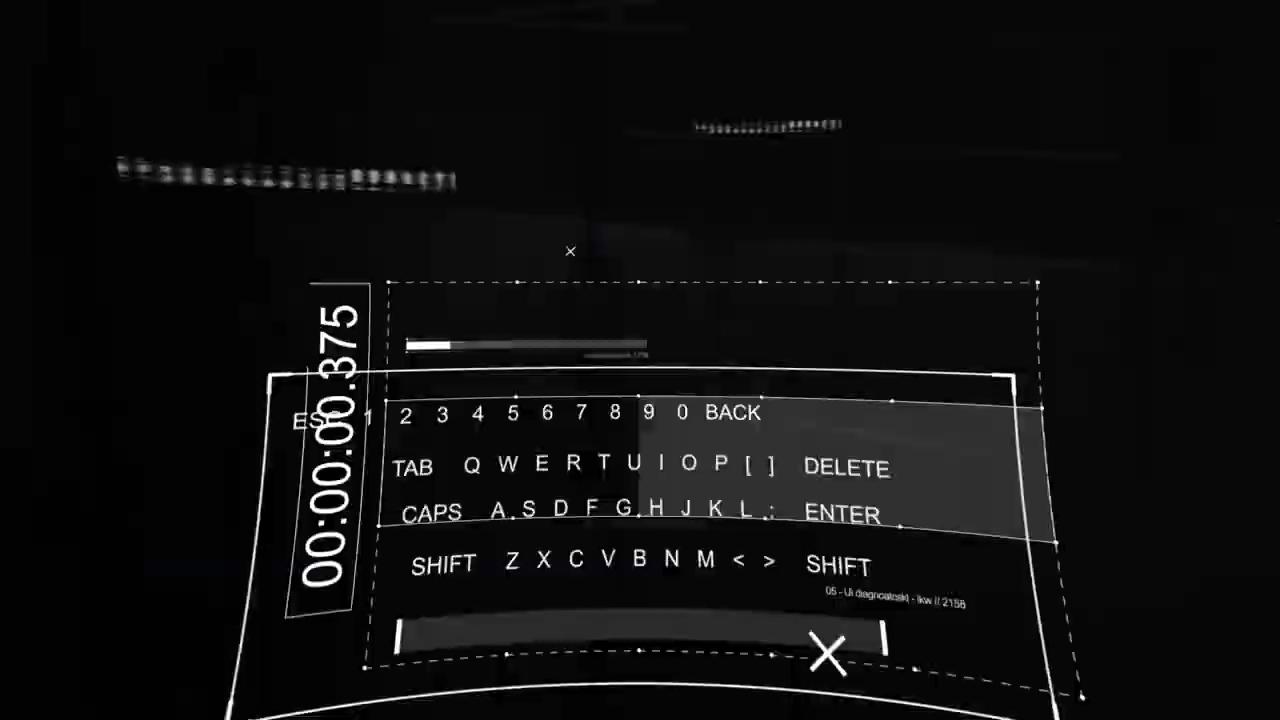 00:00:00.375
ESC 1 2 3 4 5 6 7 8 9 0 BACK
TAB Q W E R T U I O P [ ] DELETE
CAPS A S D F G H J K L ; ENTER
SHIFT Z X C V B N M < > SHIFT